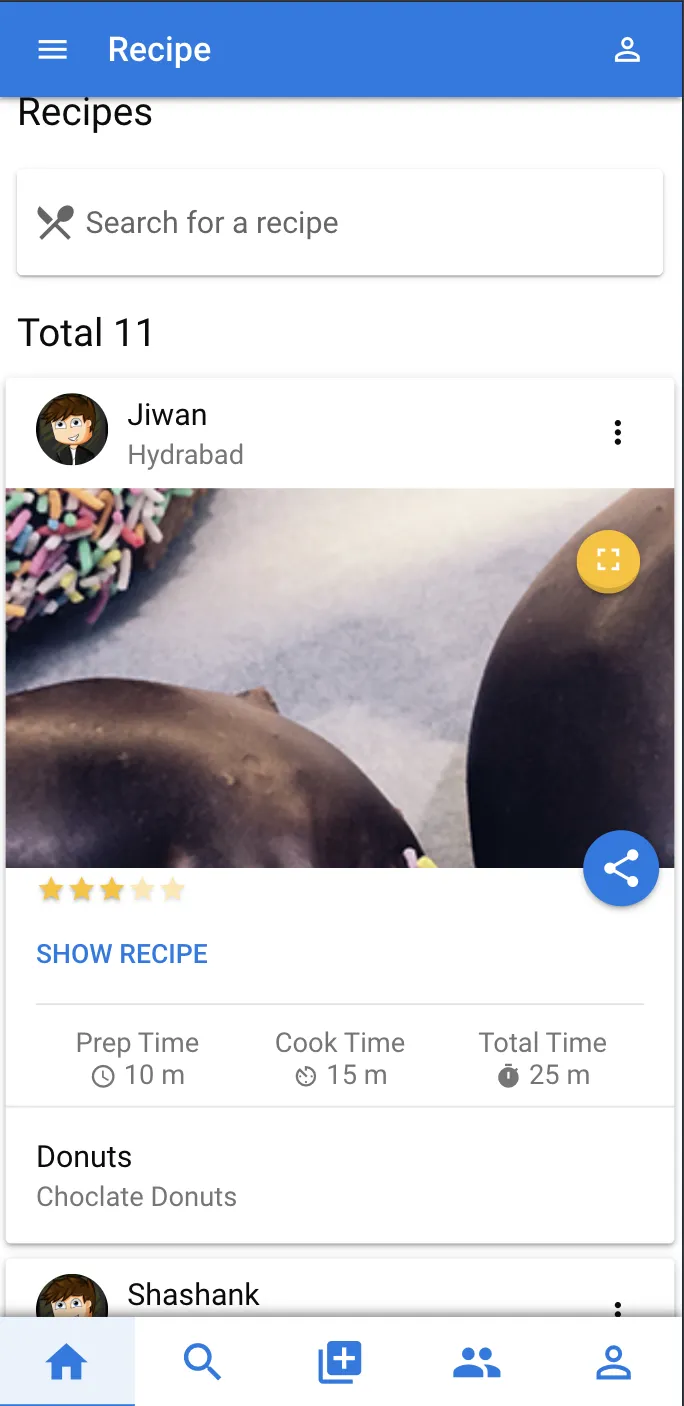 Recipe
Recipes
Search for a recipe
Total 11
Jiwan
Hydrabad
SHOW RECIPE
Prep Time Cook Time Total Time
10 m 15 m 25 m
Donuts
Choclate Donuts
Shashank